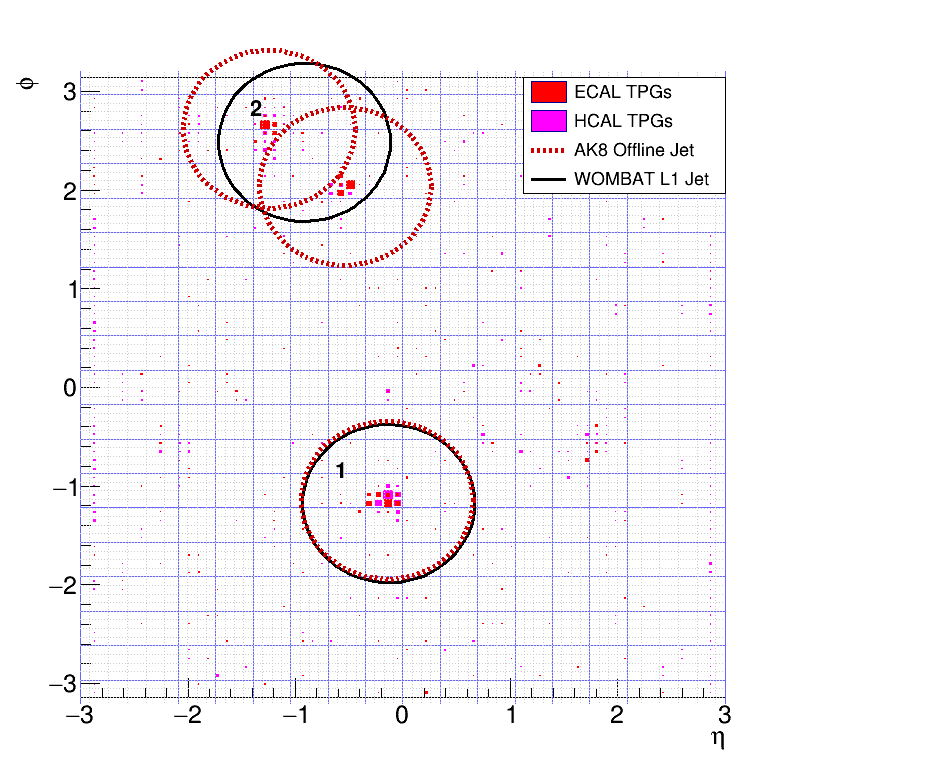 ϕ
3
2
1
0
−1
−2
−3
2
1
ECAL TPGs
HCAL TPGs
AK8 Offline Jet
WOMBAT L1 Jet
−3 −2 −1 0 1 2 3
η